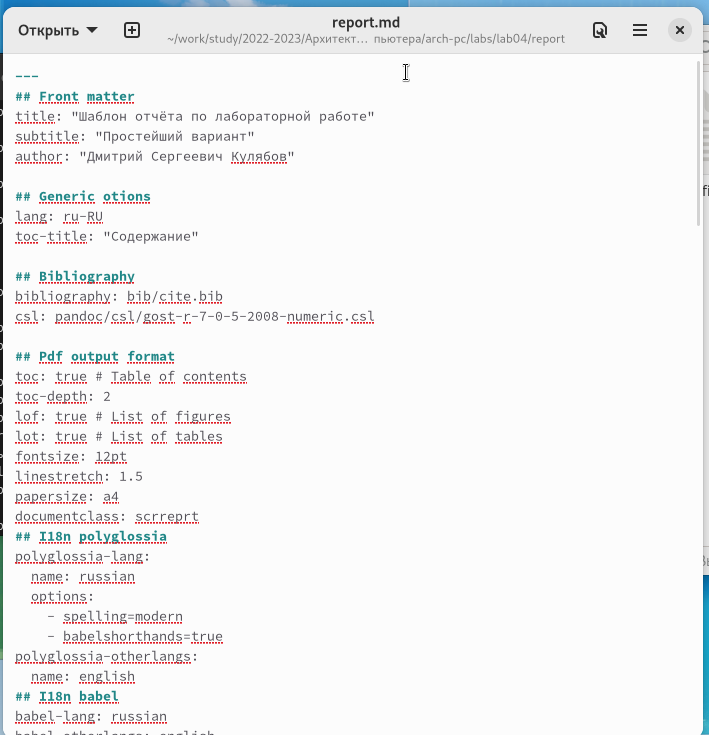 Открыть
report.md
~/work/study/2022-2023/Архитект… пьютера/arch-pc/labs/lab04/report
---
## Front matter
title: "Шаблон отчёта по лабораторной работе"
subtitle: "Простейший вариант"
author: "Дмитрий Сергеевич Кулябов"
## Generic otions
lang: ru-RU
toc-title: "Содержание"
## Bibliography
bibliography: bib/cite.bib
csl: pandoc/csl/gost-r-7-0-5-2008-numeric.csl
## Pdf output format
toc: true # Table of contents
toc-depth: 2
lof: true # List of figures
lot: true # List of tables
fontsize: 12pt
linestretch: 1.5
papersize: a4
documentclass: scrreprt
## I18n polyglossia
polyglossia-lang:
  name: russian
  options:
    - spelling=modern
    - babelshorthands=true
polyglossia-otherlangs:
  name: english
## I18n babel
babel-lang: russian
babel-otherlangs: english